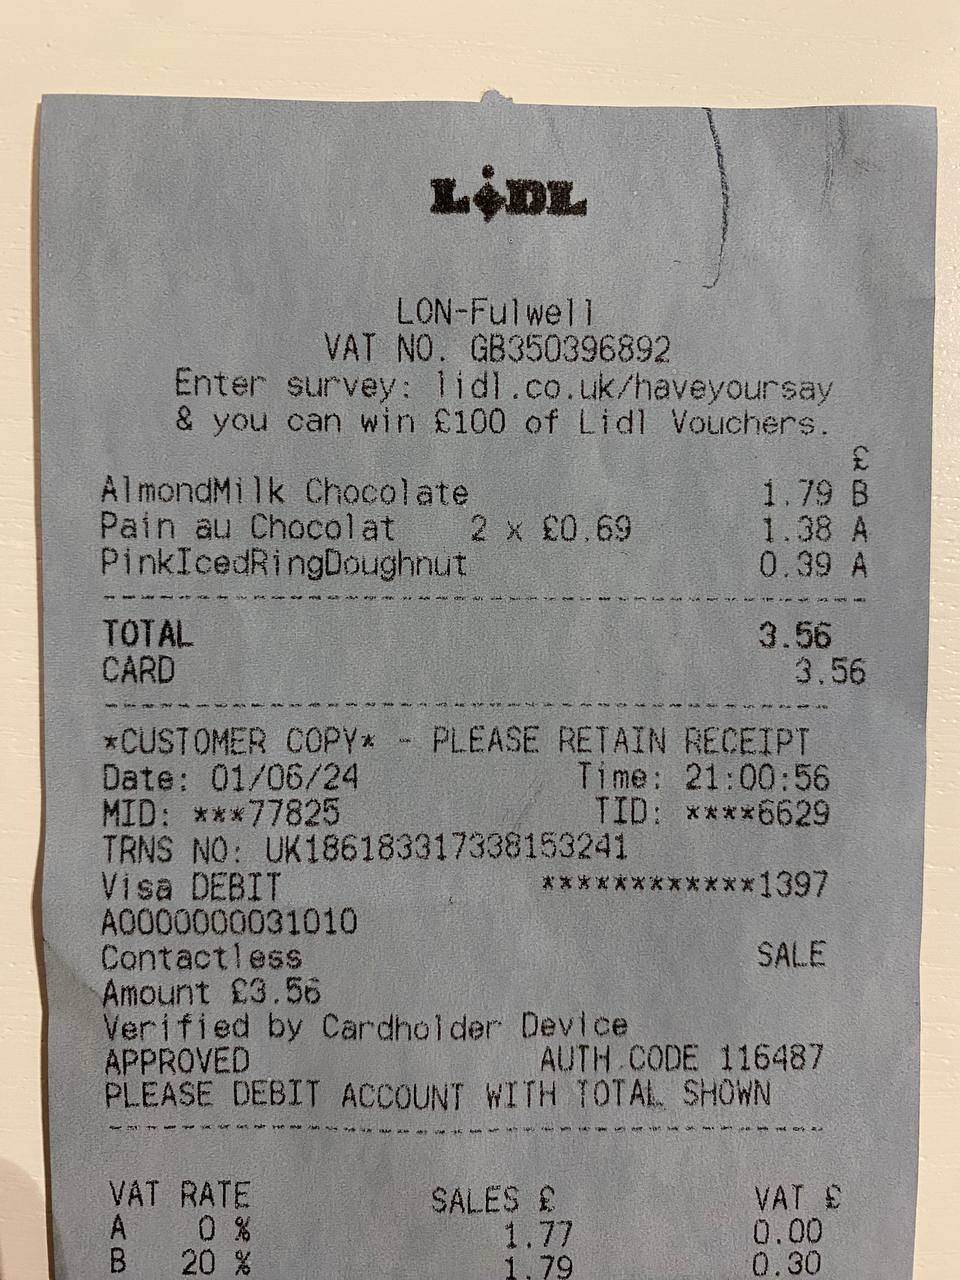 LiDL
LON-Fulwell
VAT NO. GB350396892
Enter survey: lidl.co.uk/haveyoursay
& you can win £100 of Lidl Vouchers.
£
AlmondMilk Chocolate 1.79 B
Pain au Chocolat 2 x £0.69 1.38 A
PinkIcedRingDoughnut 0.39 A
TOTAL 3.56
CARD 3.56
*CUSTOMER COPY* - PLEASE RETAIN RECEIPT
Date: 01/06/24 Time: 21:00:56
MID: ***77825 TID: ****6629
TRNS NO: UK186183317338153241
Visa DEBIT ************1397
A0000000031010
Contactless SALE
Amount £3.56
Verified by Cardholder Device
APPROVED AUTH.CODE 116487
PLEASE DEBIT ACCOUNT WITH TOTAL SHOWN
VAT RATE SALES £ VAT £
A 0 % 1.77 0.00
B 20 % 1.79 0.30